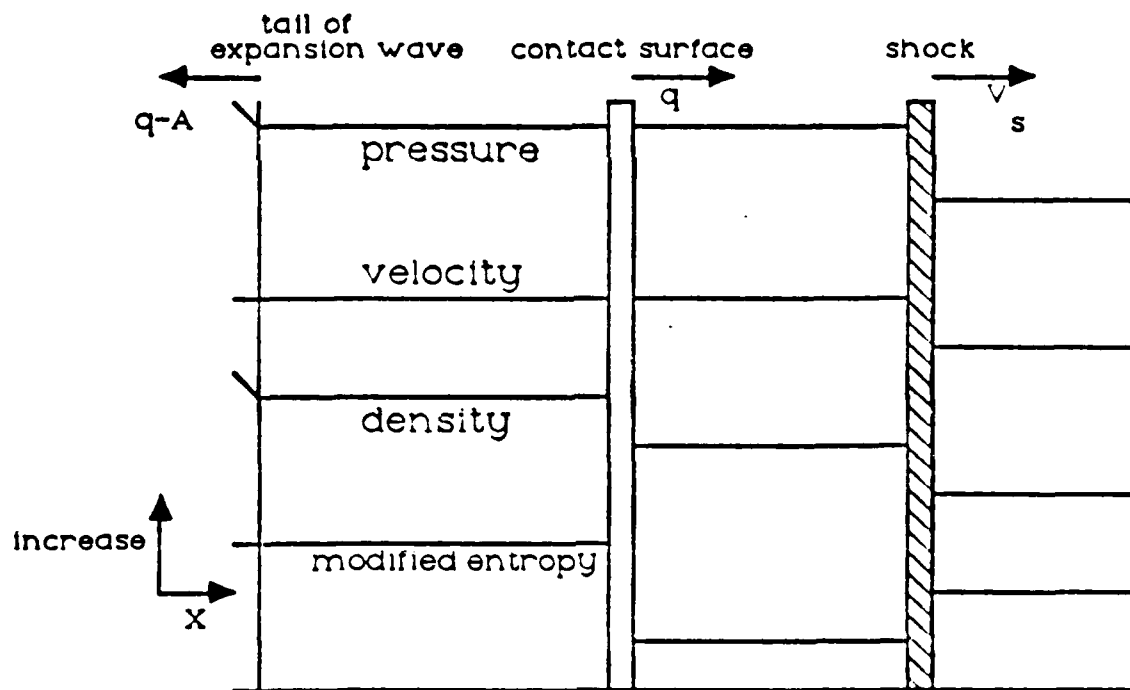 tail of
expansion wave
contact surface
shock
q-A
q
V
s
pressure
velocity
density
increase
modified entropy
X